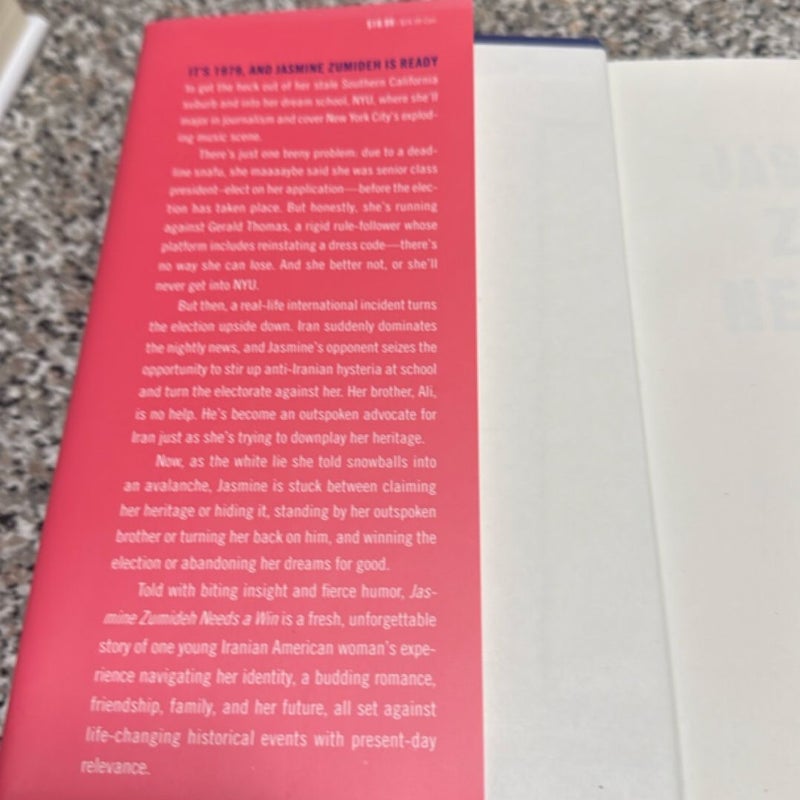 $18.99
IT'S 1979, AND JASMINE ZUMIDEH IS READY
to get the heck out of her stale Southern California
suburb and into her dream school, NYU, where she'll
major in journalism and cover New York City's explod-
ing music scene.
There's just one teeny problem: due to a dead-
line snafu, she maaaaybe said she was senior class
president-elect on her application—before the elec-
tion has taken place. But honestly, she's running
against Gerald Thomas, a rigid rule-follower whose
platform includes reinstating a dress code—there's
no way she can lose. And she better not, or she'll
never get into NYU.
But then, a real-life international incident turns
the election upside down. Iran suddenly dominates
the nightly news, and Jasmine's opponent seizes the
opportunity to stir up anti-Iranian hysteria at school
and turn the electorate against her. Her brother, Ali,
is no help. He's become an outspoken advocate for
Iran just as she's trying to downplay her heritage.
Now, as the white lie she told snowballs into
an avalanche, Jasmine is stuck between claiming
her heritage or hiding it, standing by her outspoken
brother or turning her back on him, and winning the
election or abandoning her dreams for good.
Told with biting insight and fierce humor, Jas-
mine Zumideh Needs a Win is a fresh, unforgettable
story of one young Iranian American woman's expe-
rience navigating her identity, a budding romance,
friendship, family, and her future, all set against
life-changing historical events with present-day
relevance.